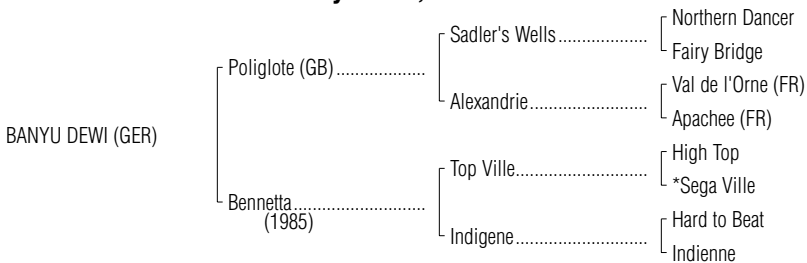 Northern Dancer
Sadler's Wells...................
Fairy Bridge
Poliglote (GB)...................
Val de l'Orne (FR)
Alexandrie.........................
Apachee (FR)
BANYU DEWI (GER)
High Top
Top Ville............................
*Sega Ville
Bennetta............................
(1985)
Hard to Beat
Indigene............................
Indienne